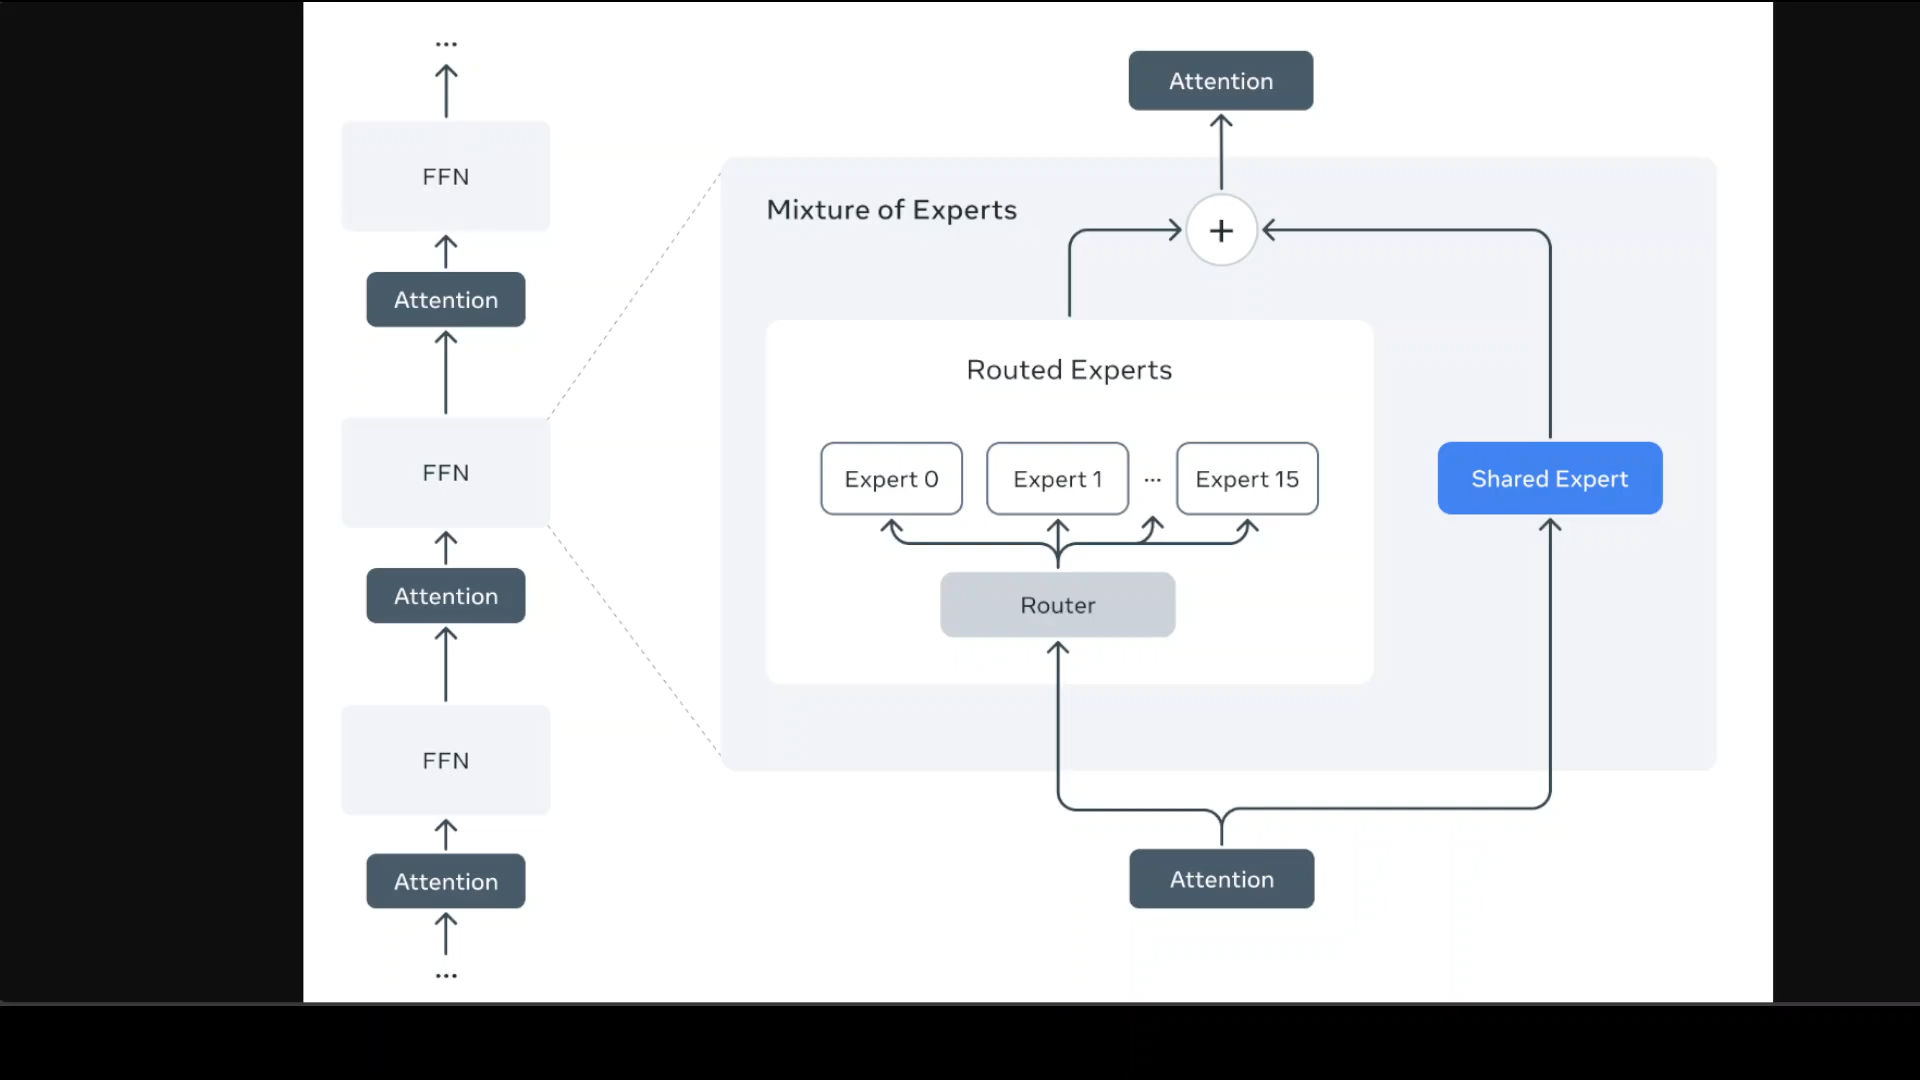 ...
FFN
Attention
FFN
Attention
FFN
Attention
...
Attention
+
Mixture of Experts
Routed Experts
Expert 0
Expert 1
...
Expert 15
Router
Shared Expert
Attention